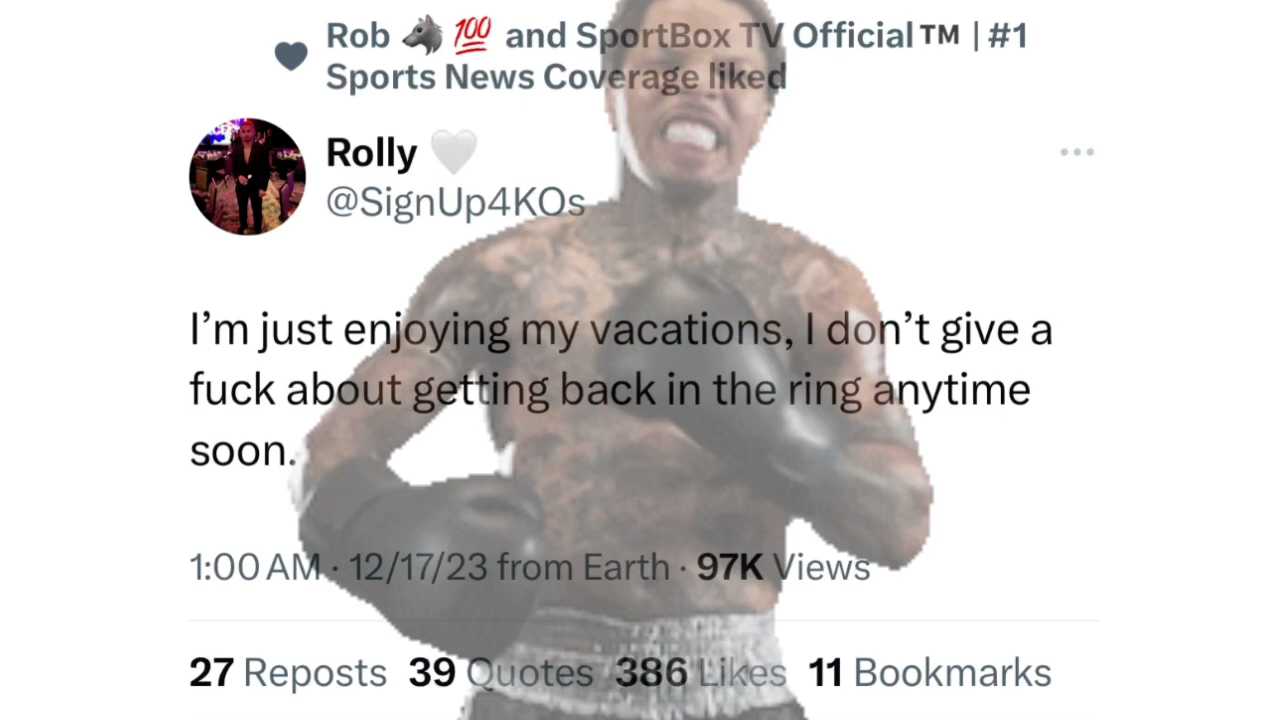 Rob 🐺 💯 and SportBox TV Official™ | #1
Sports News Coverage liked
Rolly 🤍
@SignUp4KOs
I’m just enjoying my vacations, I don’t give a
fuck about getting back in the ring anytime
soon.
1:00 AM · 12/17/23 from Earth · 97K Views
27 Reposts 39 Quotes 386 Likes 11 Bookmarks